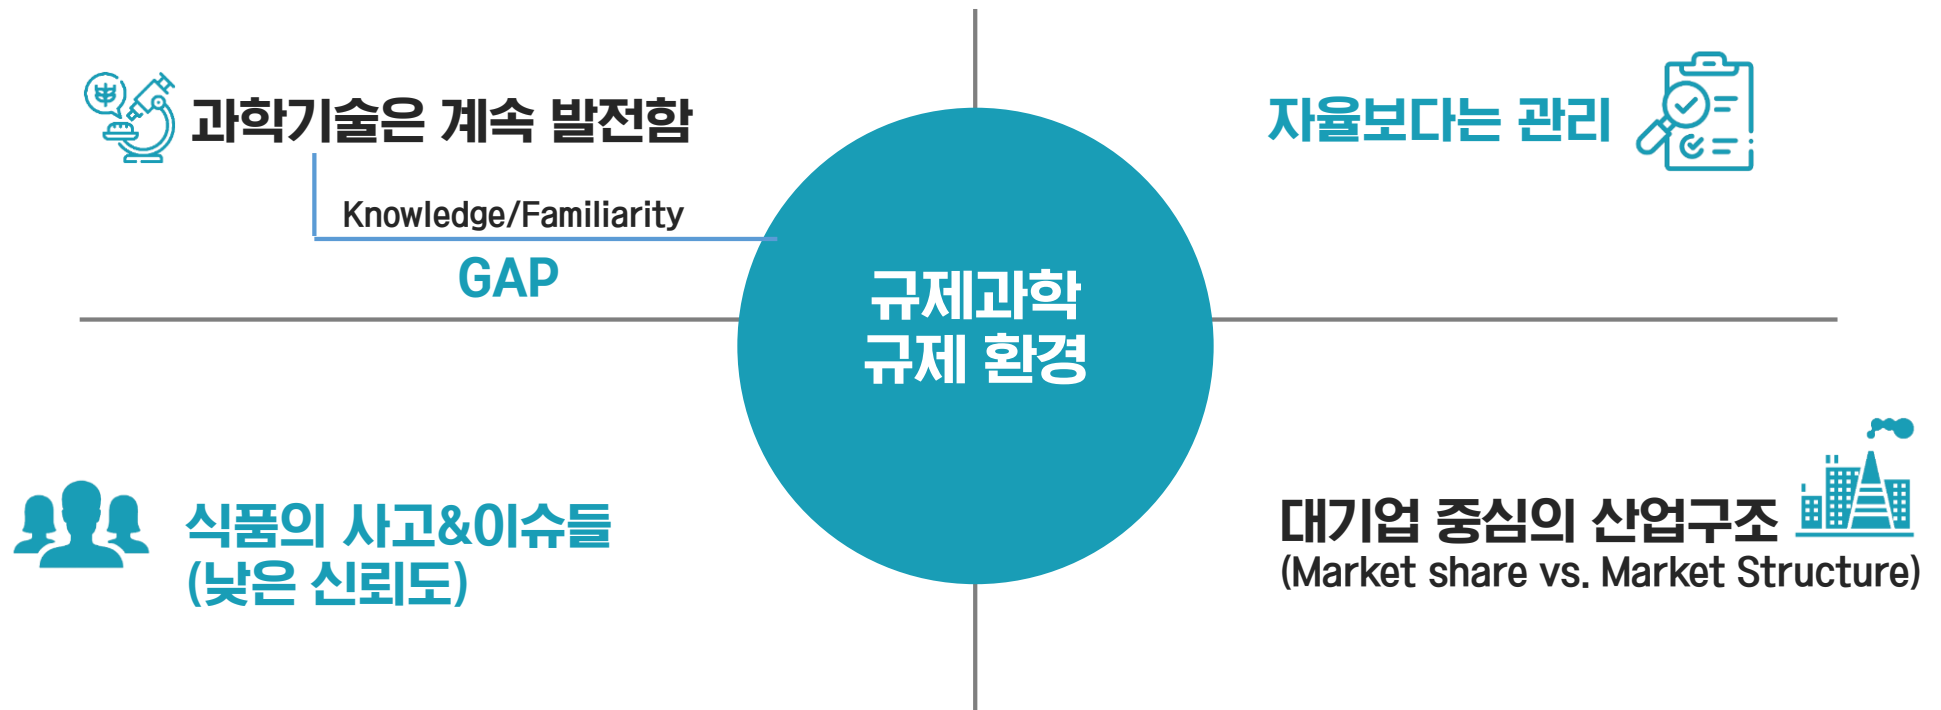 과학기술은 계속 발전함
Knowledge/Familiarity
GAP
자율보다는 관리
규제과학
규제 환경
식품의 사고&이슈들
(낮은 신뢰도)
대기업 중심의 산업구조
(Market share vs. Market Structure)